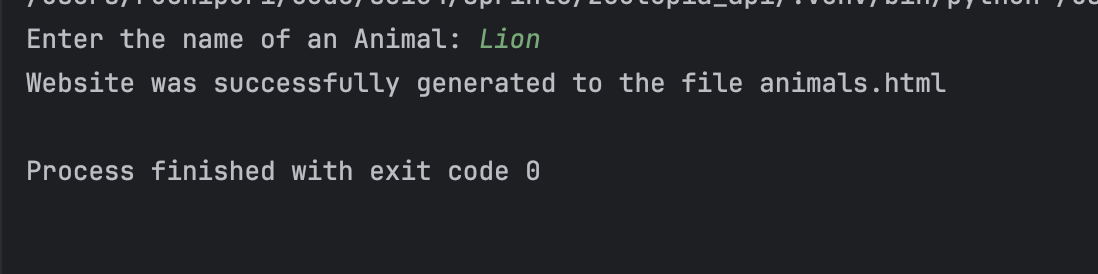 Enter the name of an Animal: Lion
Website was successfully generated to the file animals.html
Process finished with exit code 0